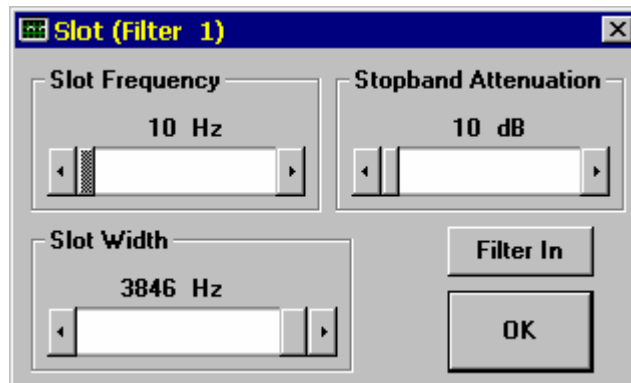 Slot (Filter 1)
Slot Frequency
10 Hz
Stopband Attenuation
10 dB
Slot Width
3846 Hz
Filter In
OK